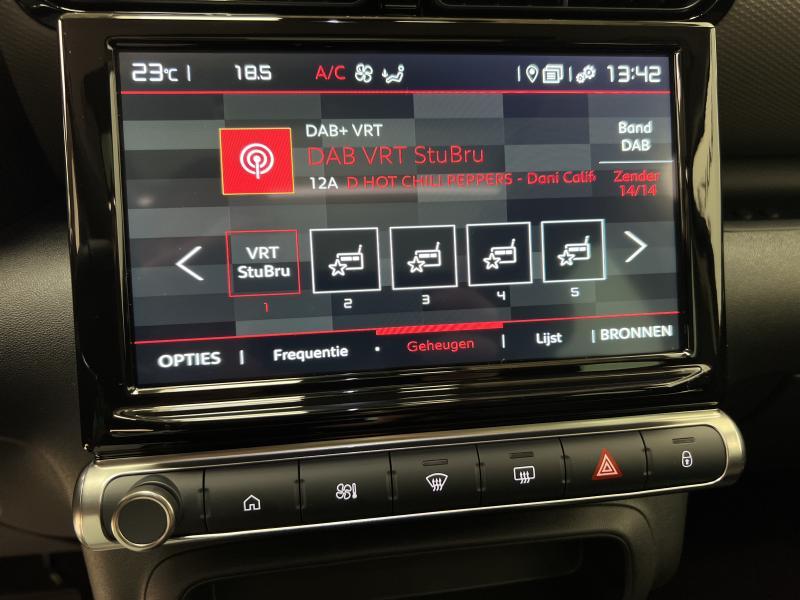 23°C | 18.5 A/C 13:42
DAB+ VRT
DAB VRT StuBru
12A D HOT CHILI PEPPERS - Dani Calif
Band
DAB
Zender
14/14
VRT
StuBru
1 2 3 4 5
OPTIES | Frequentie • Geheugen | Lijst | BRONNEN